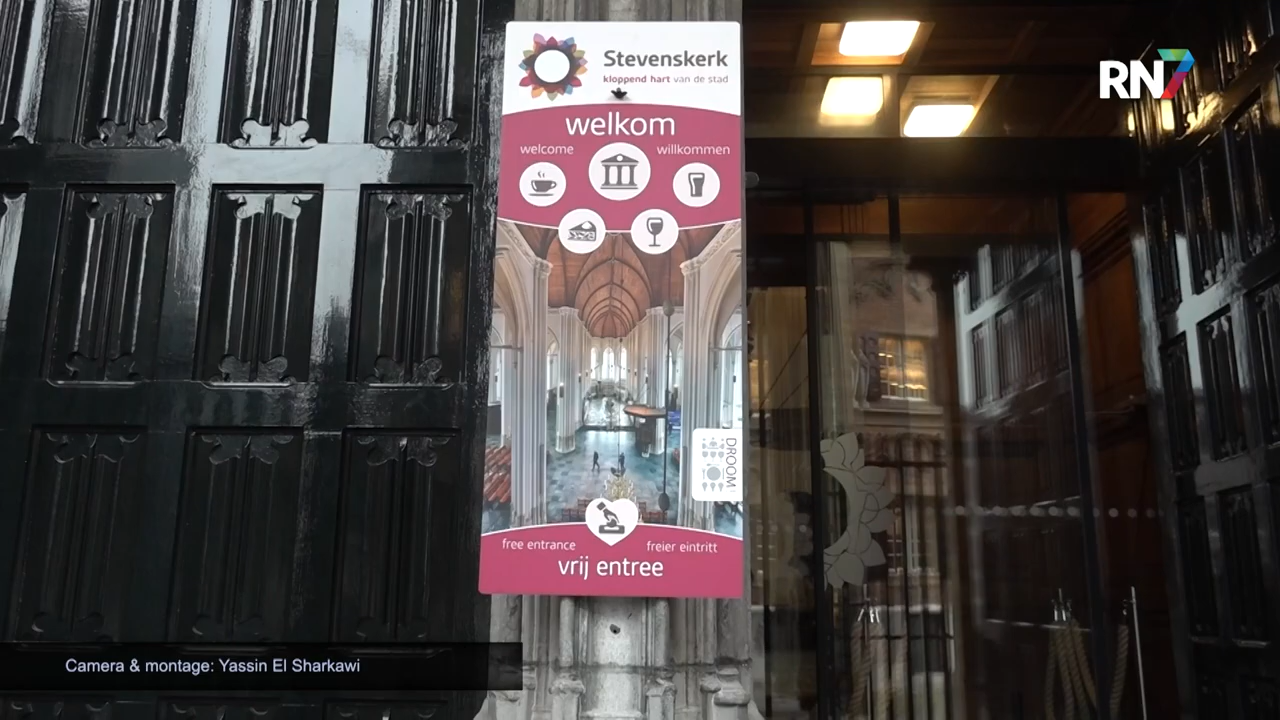 Stevenskerk
kloppend hart van de stad
RN7
welkom
welcome
willkommen
DROOM
free entrance
freier eintritt
vrij entree
Camera & montage: Yassin El Sharkawi